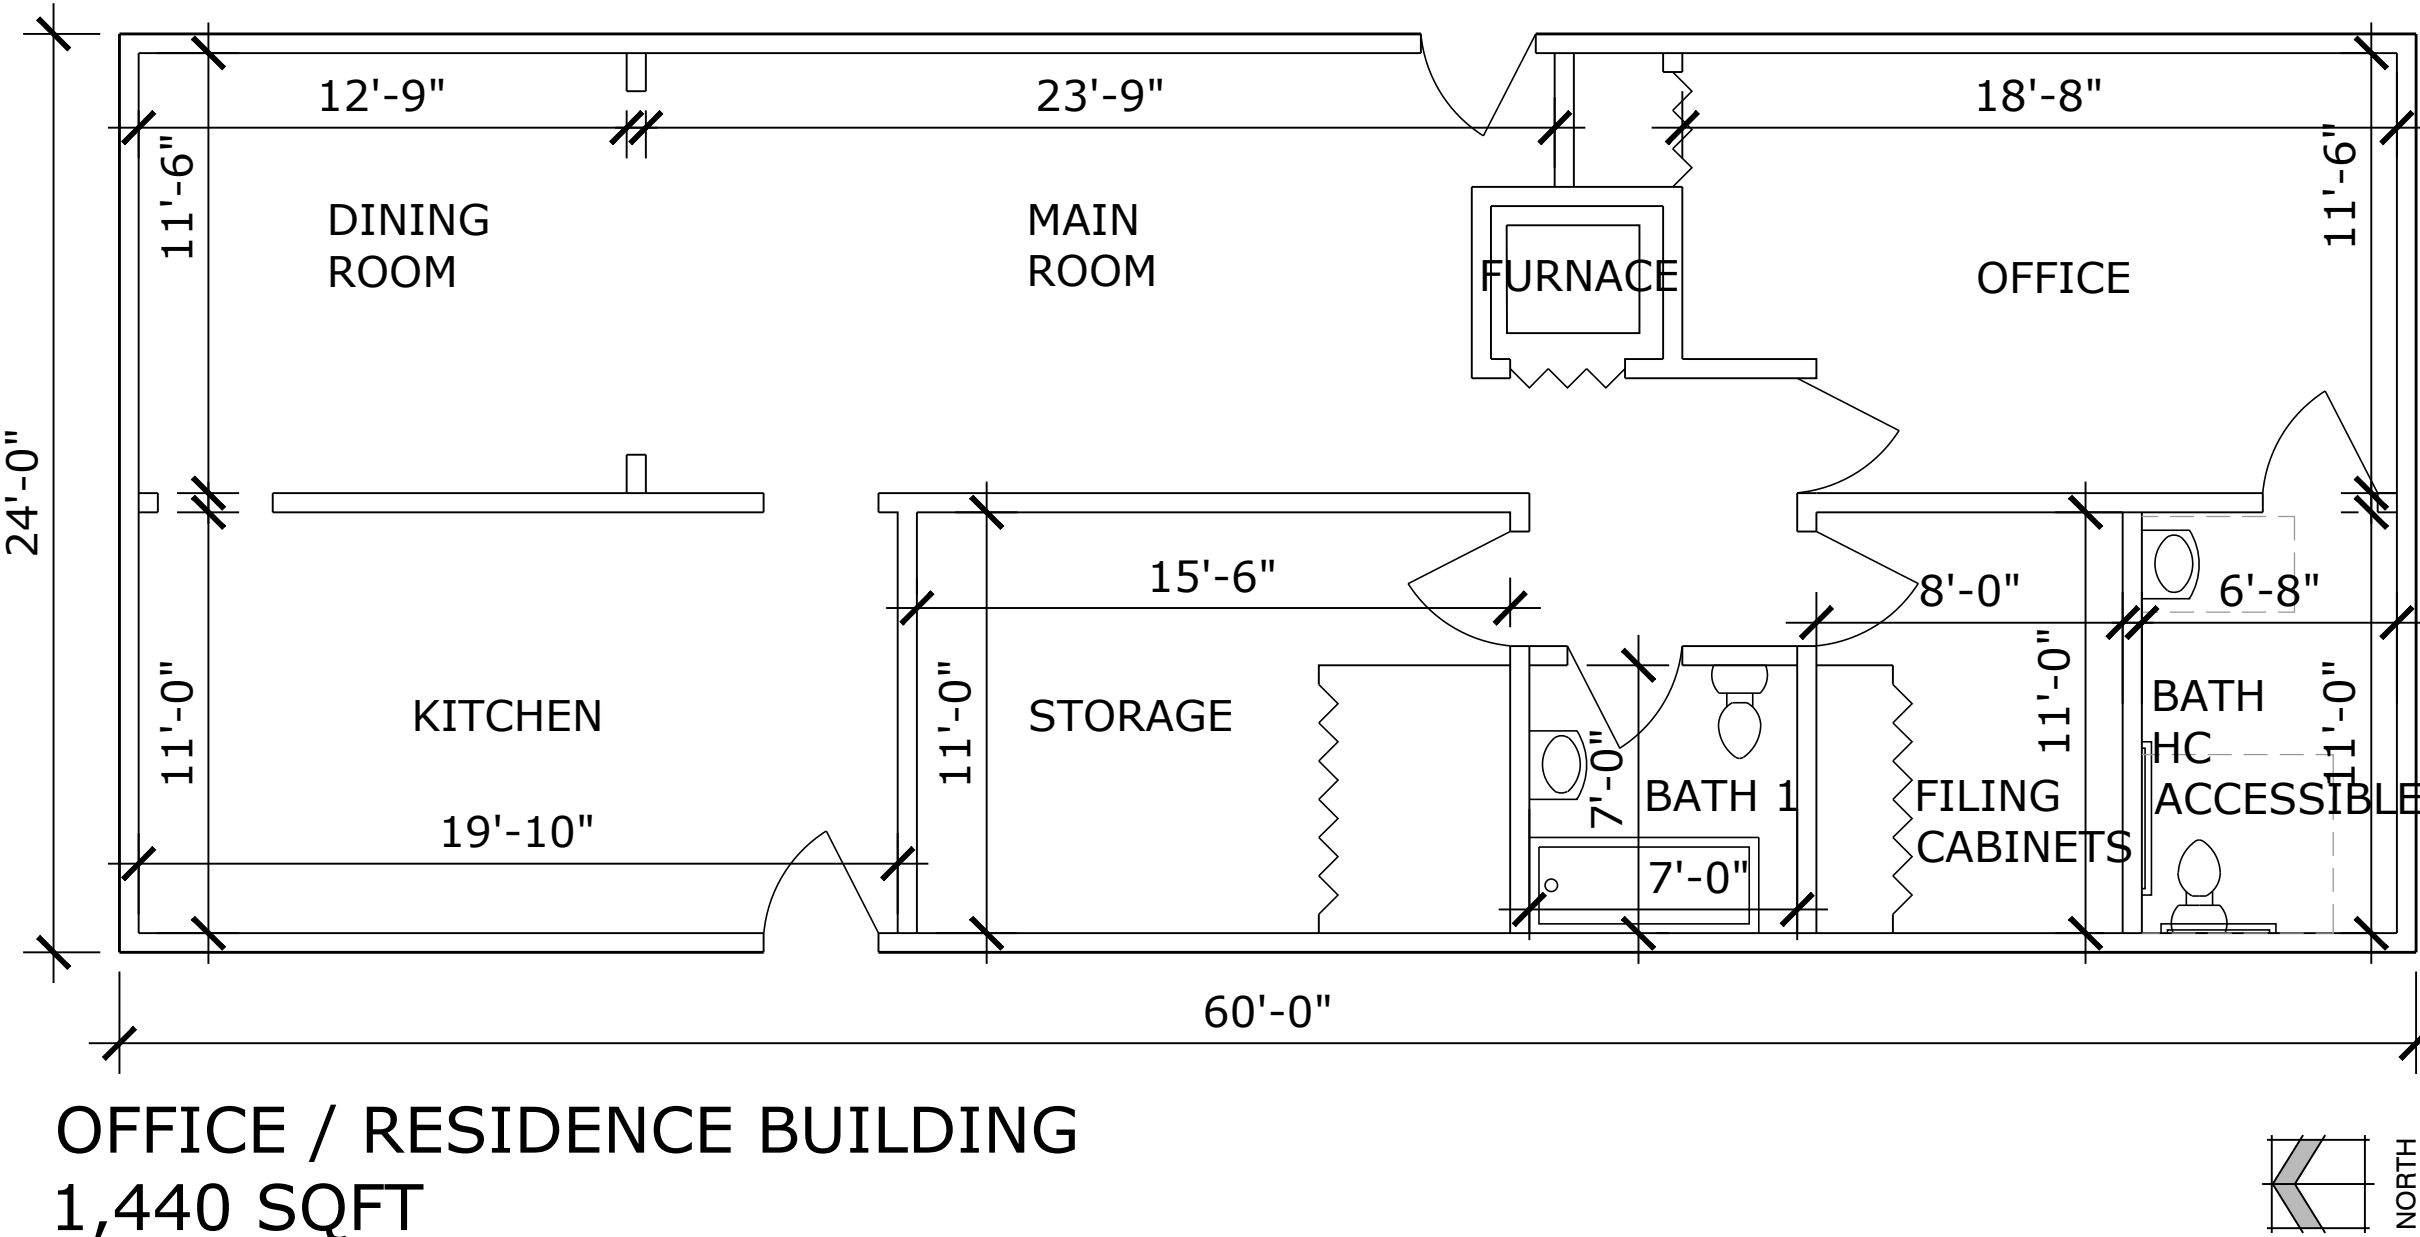 12'-9"
23'-9"
18'-8"
11'-6"
11'-6"
DINING
ROOM
MAIN
ROOM
FURNACE
OFFICE
24'-0"
15'-6"
8'-0"
6'-8"
11'-0"
KITCHEN
11'-0"
STORAGE
7'-0"
BATH 1
11'-0"
FILING
CABINETS
BATH
HC
ACCESSIBLE
11'-0"
19'-10"
7'-0"
60'-0"
OFFICE / RESIDENCE BUILDING
1,440 SQFT
NORTH